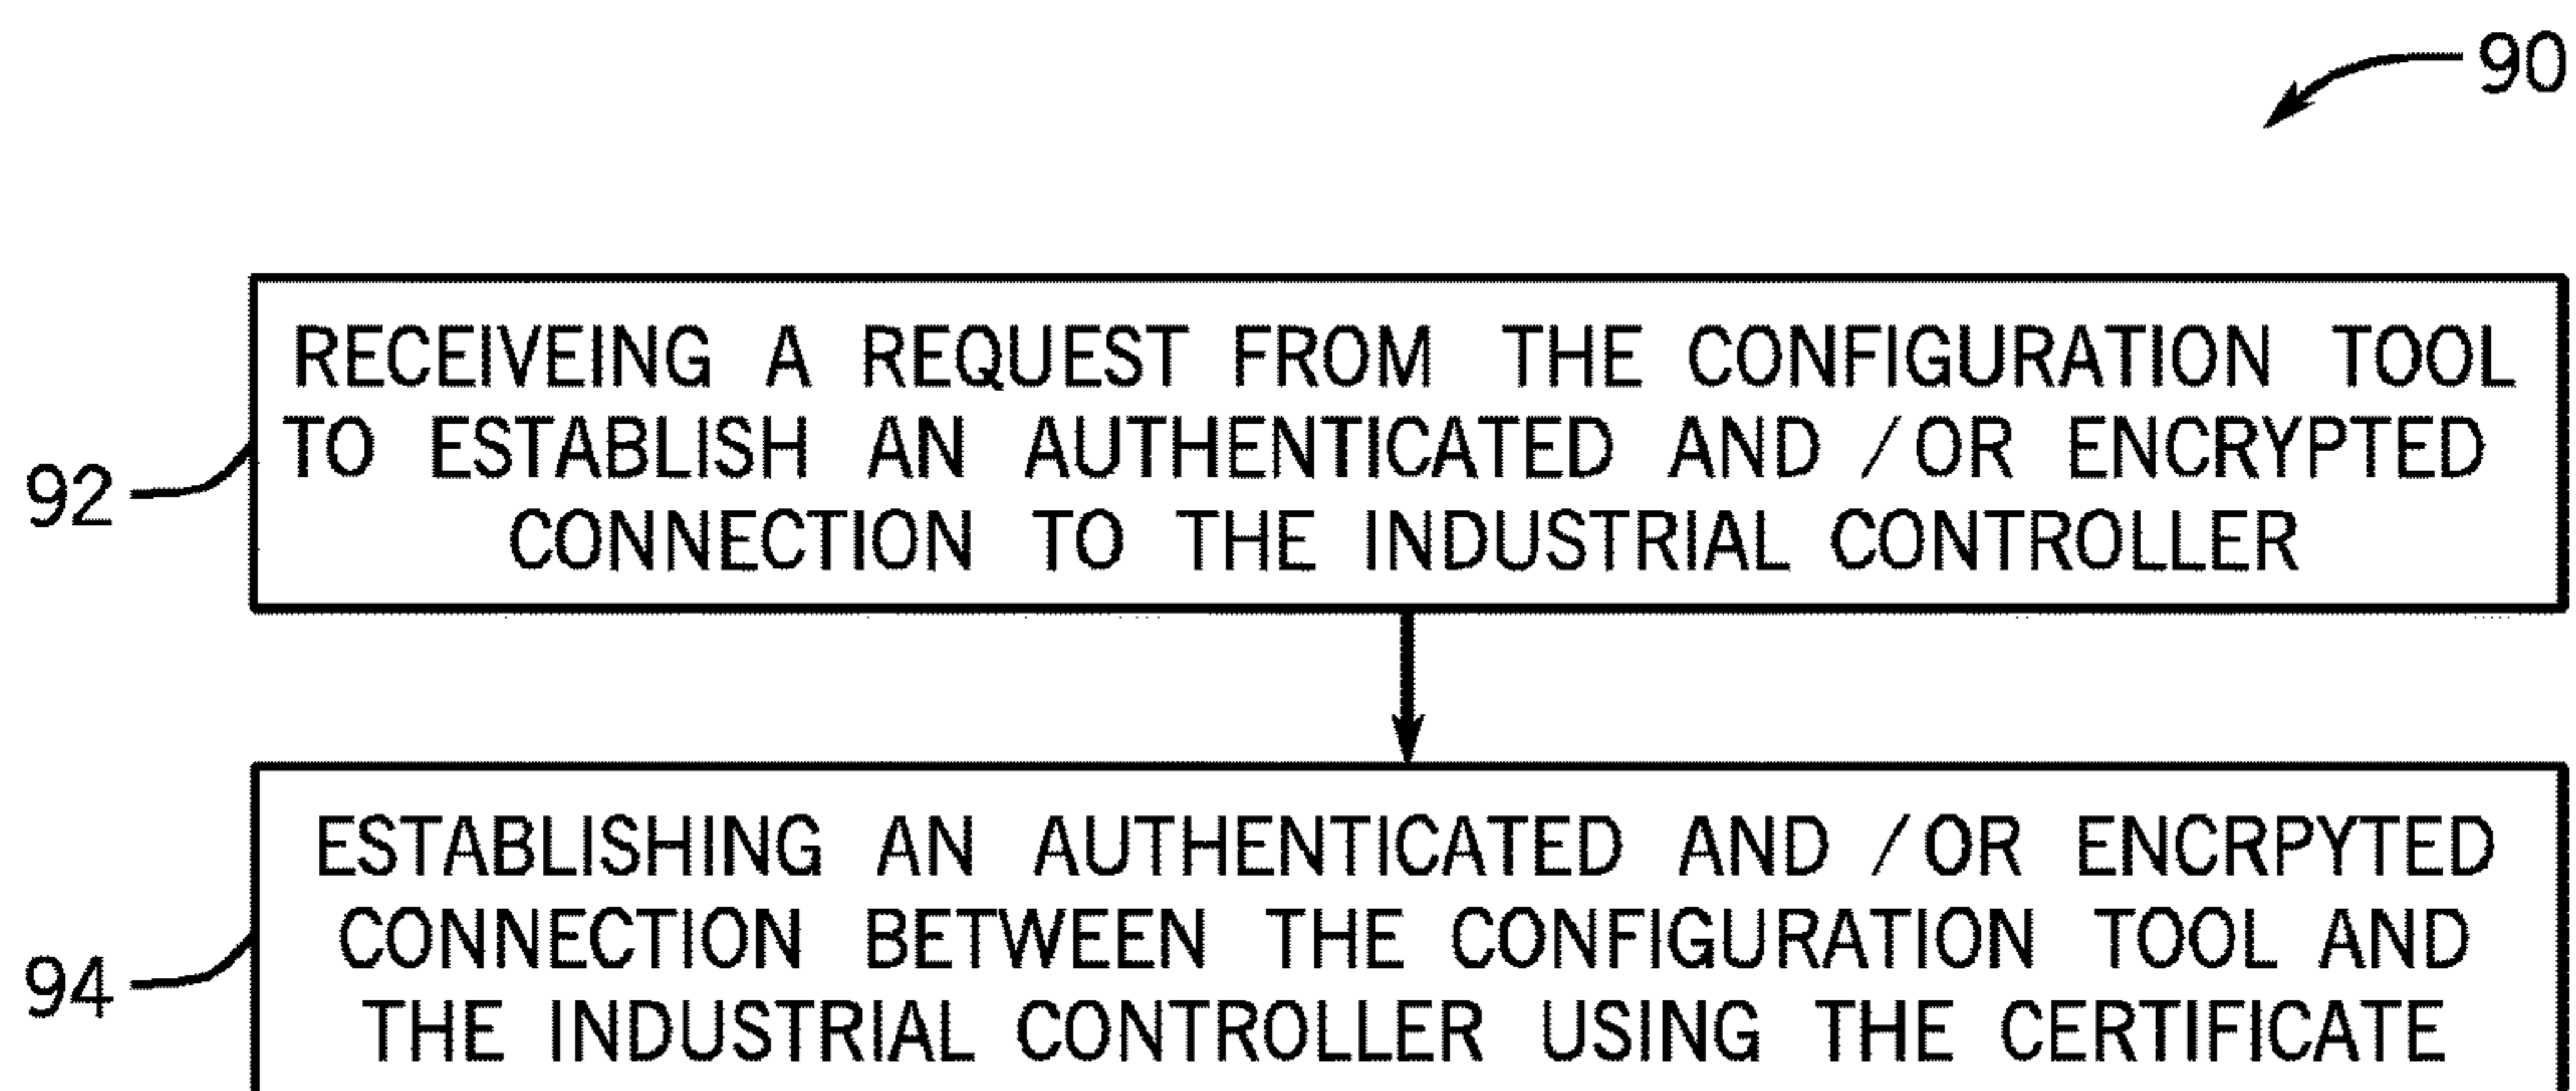 90
RECEIVEING A REQUEST FROM THE CONFIGURATION TOOL
TO ESTABLISH AN AUTHENTICATED AND /OR ENCRYPTED
CONNECTION TO THE INDUSTRIAL CONTROLLER
92
ESTABLISHING AN AUTHENTICATED AND /OR ENCRPYTED
CONNECTION BETWEEN THE CONFIGURATION TOOL AND
THE INDUSTRIAL CONTROLLER USING THE CERTIFICATE
94